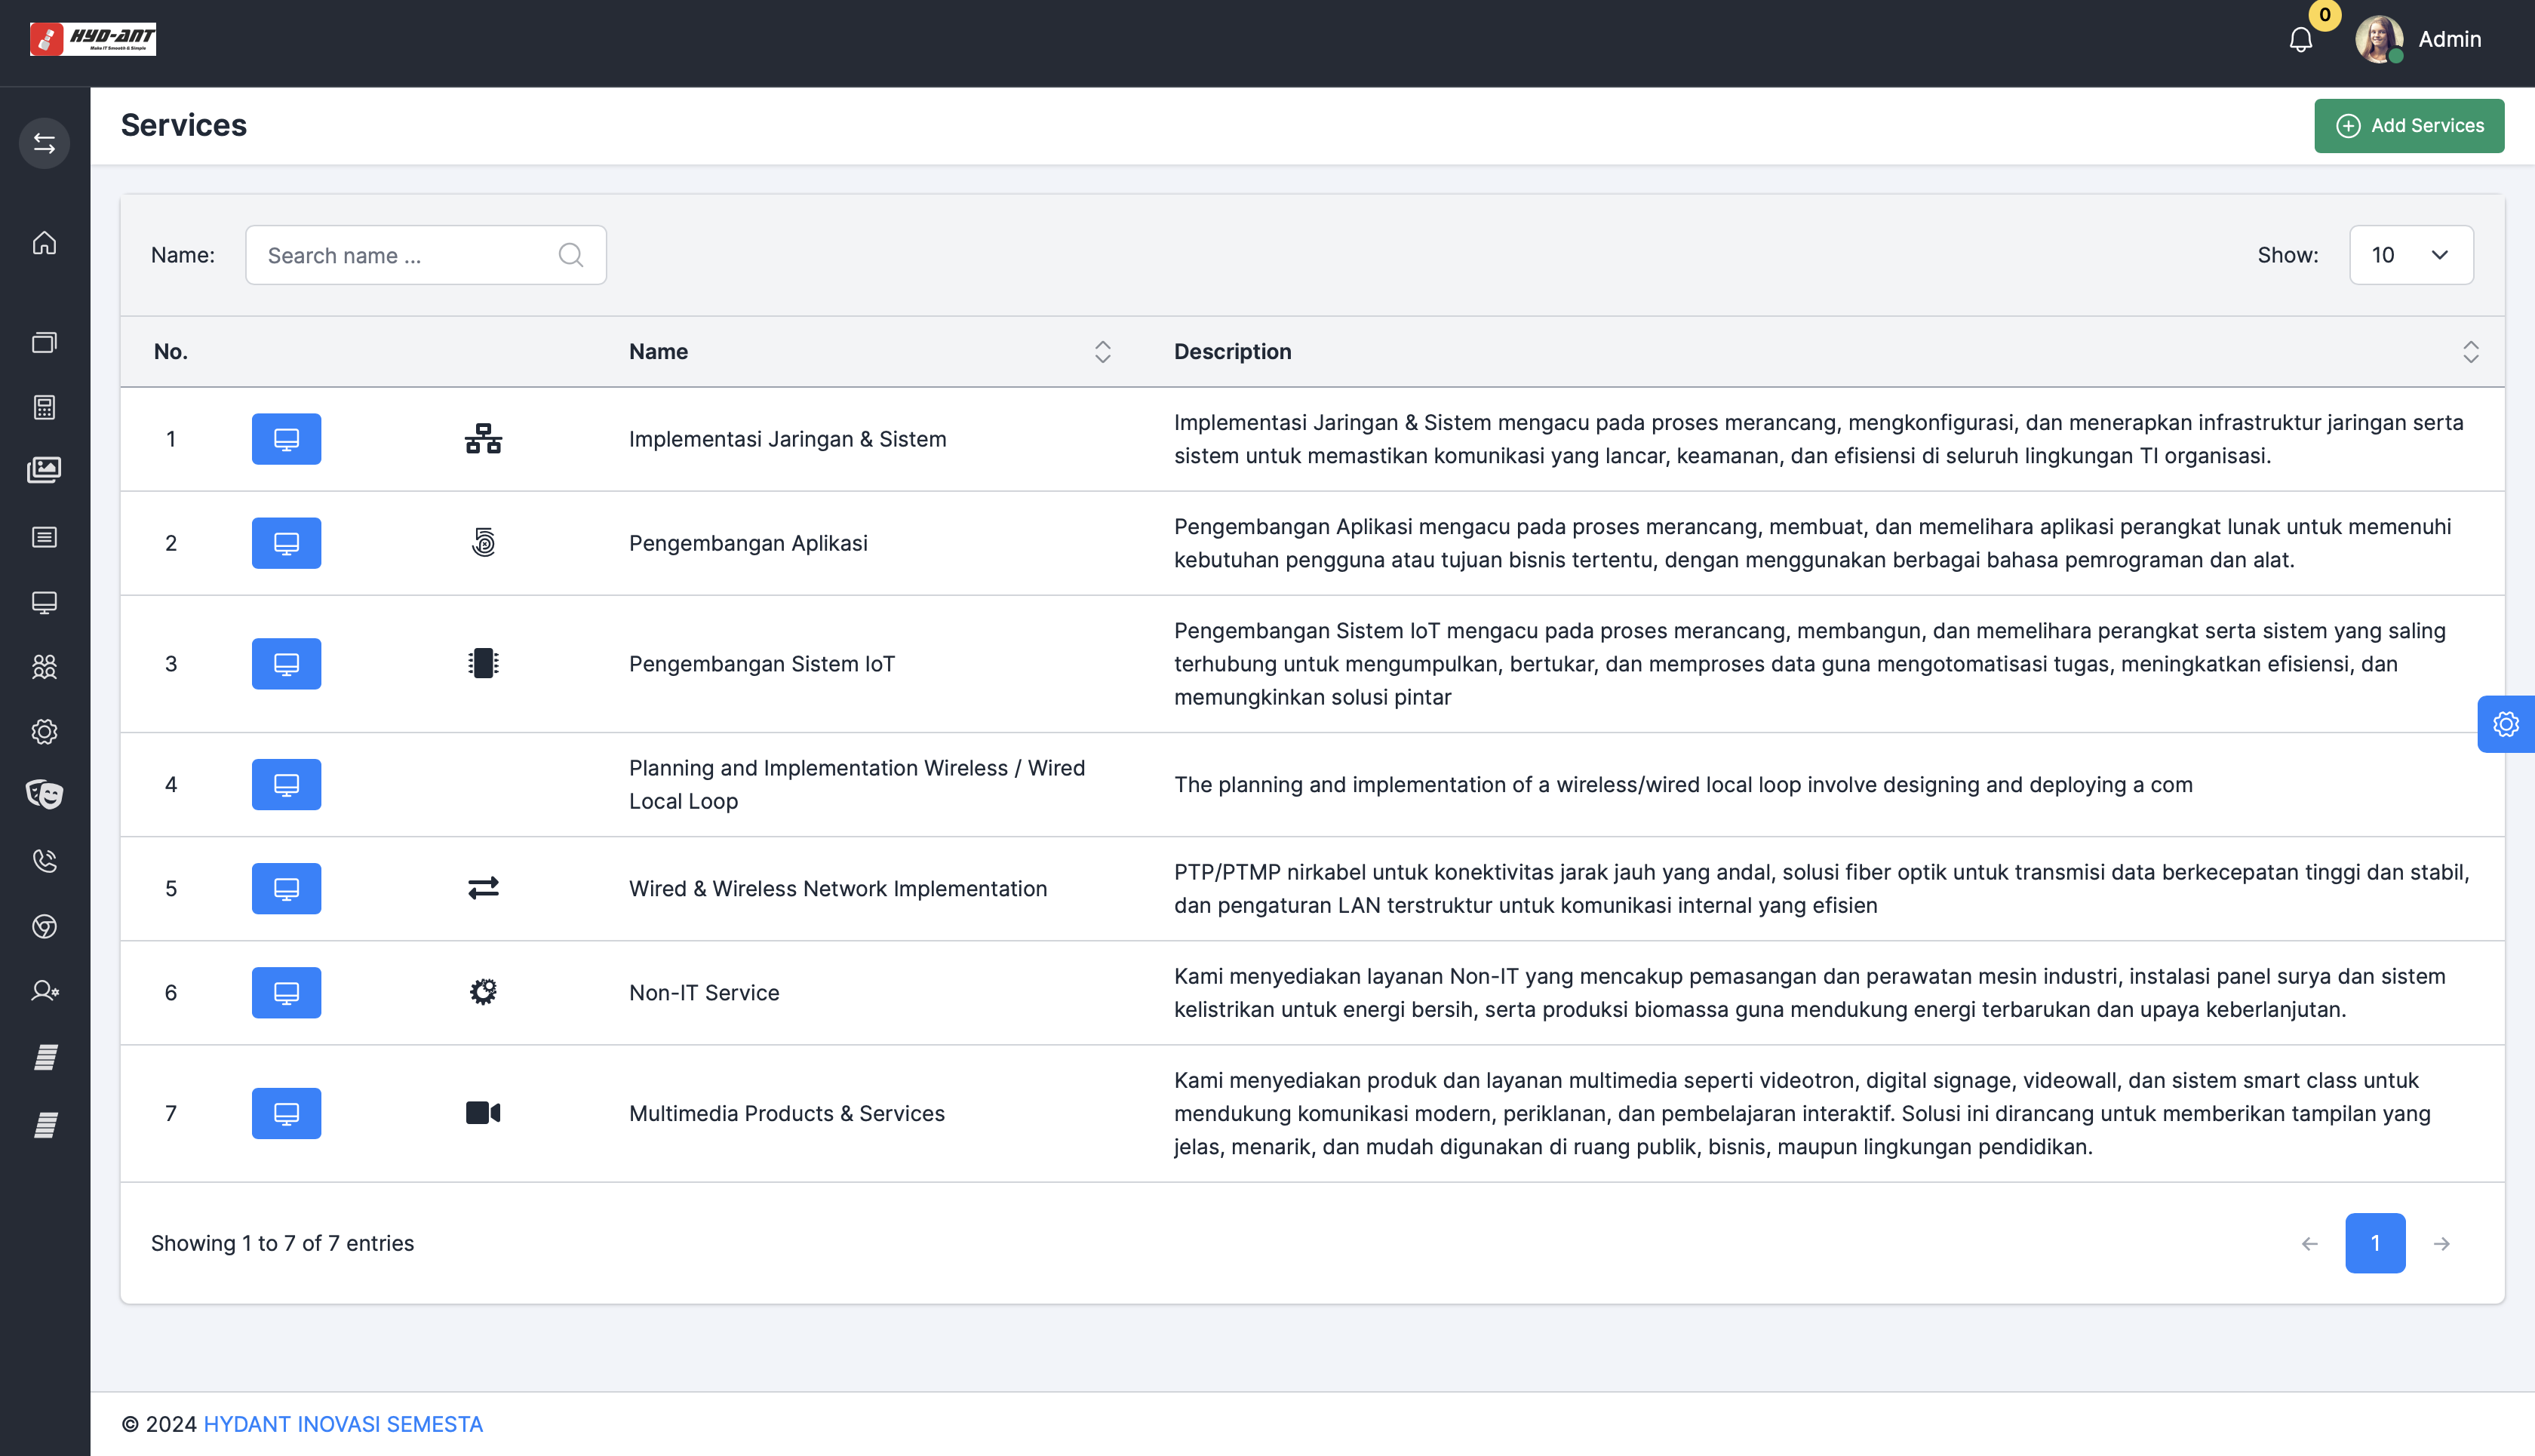 HYD-ANT
Make IT Smooth & Simple
0
Admin
Services
Add Services
Name:
Search name ...
Show:
10
No.
Name
Description
1
Implementasi Jaringan & Sistem
Implementasi Jaringan & Sistem mengacu pada proses merancang, mengkonfigurasi, dan menerapkan infrastruktur jaringan serta
sistem untuk memastikan komunikasi yang lancar, keamanan, dan efisiensi di seluruh lingkungan TI organisasi.
2
Pengembangan Aplikasi
Pengembangan Aplikasi mengacu pada proses merancang, membuat, dan memelihara aplikasi perangkat lunak untuk memenuhi
kebutuhan pengguna atau tujuan bisnis tertentu, dengan menggunakan berbagai bahasa pemrograman dan alat.
3
Pengembangan Sistem IoT
Pengembangan Sistem IoT mengacu pada proses merancang, membangun, dan memelihara perangkat serta sistem yang saling
terhubung untuk mengumpulkan, bertukar, dan memproses data guna mengotomatisasi tugas, meningkatkan efisiensi, dan
memungkinkan solusi pintar
4
Planning and Implementation Wireless / Wired
Local Loop
The planning and implementation of a wireless/wired local loop involve designing and deploying a com
5
Wired & Wireless Network Implementation
PTP/PTMP nirkabel untuk konektivitas jarak jauh yang andal, solusi fiber optik untuk transmisi data berkecepatan tinggi dan stabil,
dan pengaturan LAN terstruktur untuk komunikasi internal yang efisien
6
Non-IT Service
Kami menyediakan layanan Non-IT yang mencakup pemasangan dan perawatan mesin industri, instalasi panel surya dan sistem
kelistrikan untuk energi bersih, serta produksi biomassa guna mendukung energi terbarukan dan upaya keberlanjutan.
7
Multimedia Products & Services
Kami menyediakan produk dan layanan multimedia seperti videotron, digital signage, videowall, dan sistem smart class untuk
mendukung komunikasi modern, periklanan, dan pembelajaran interaktif. Solusi ini dirancang untuk memberikan tampilan yang
jelas, menarik, dan mudah digunakan di ruang publik, bisnis, maupun lingkungan pendidikan.
Showing 1 to 7 of 7 entries
1
© 2024 HYDANT INOVASI SEMESTA